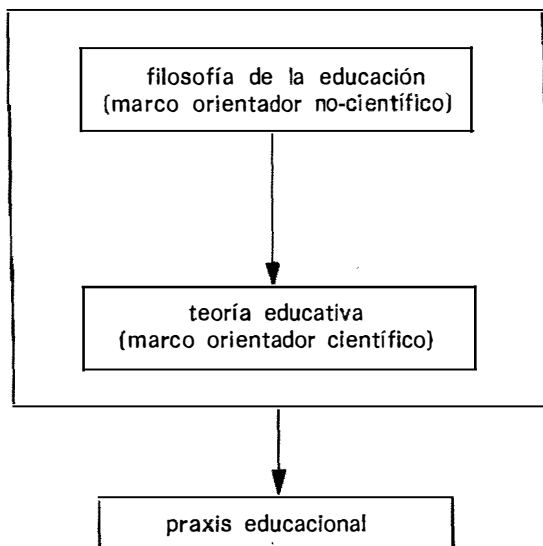 filosofía de la educación
(marco orientador no-científico)
teoría educativa
(marco orientador científico)
praxis educacional